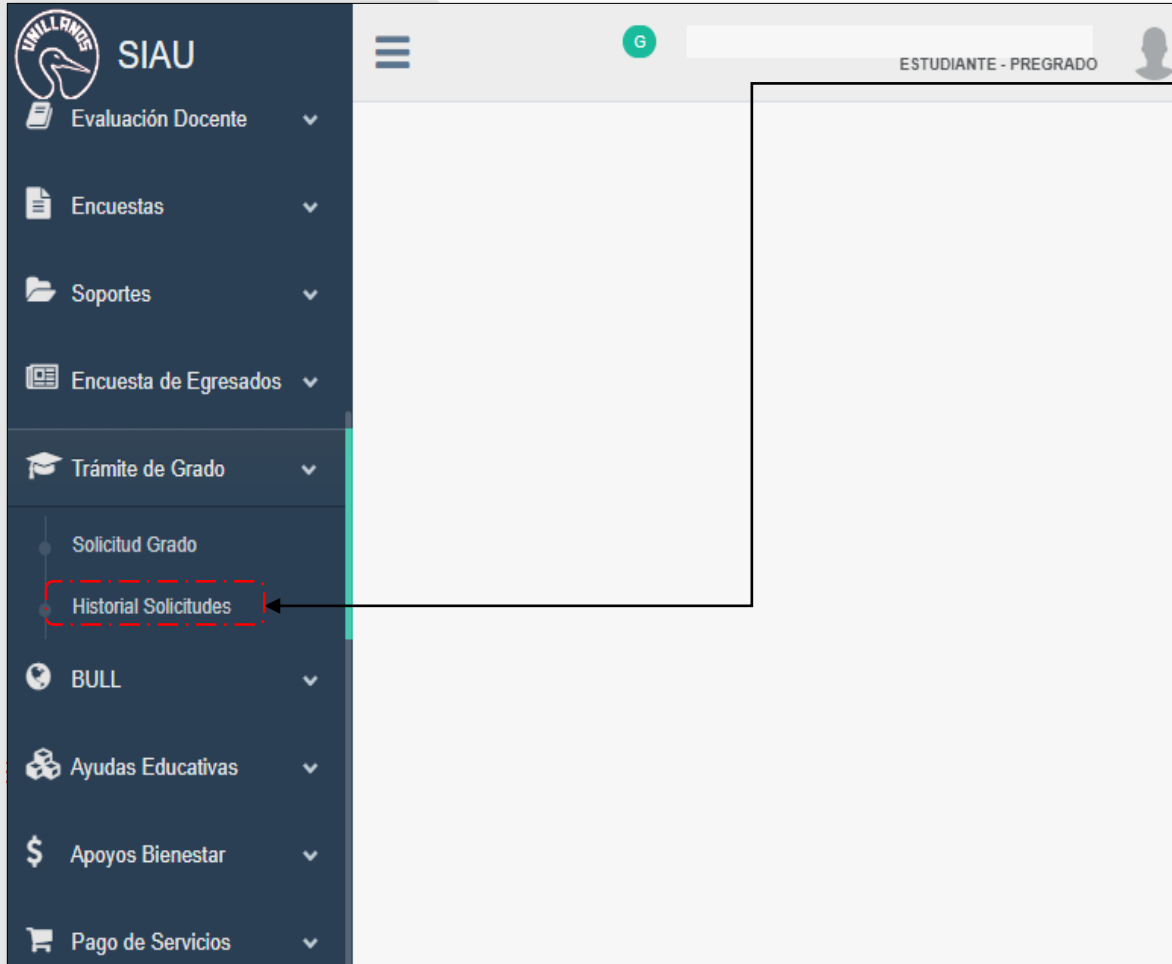 UNILLANOS
SIAU
G
ESTUDIANTE - PREGRADO
Evaluación Docente
Encuestas
Soportes
Encuesta de Egresados
Trámite de Grado
Solicitud Grado
Historial Solicitudes
BULL
Ayudas Educativas
$ Apoyos Bienestar
Pago de Servicios